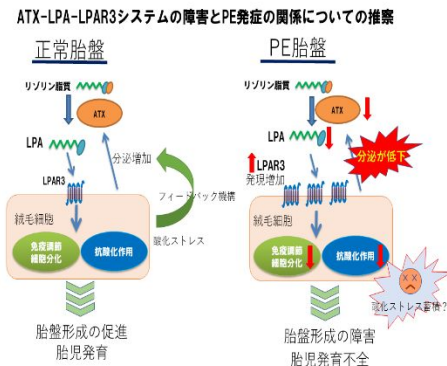 ATX-LPA-LPAR3システムの障害とPE発症の関係についての推察
正常胎盤
リゾリン脂質
ATX
LPA
分泌増加
LPAR3
フィードバック機構
絨毛細胞
酸化ストレス
免疫調節
細胞分化
抗酸化作用
胎盤形成の促進
胎児発育
PE胎盤
リゾリン脂質
ATX
LPA
分泌が低下
LPAR3
発現増加
絨毛細胞
免疫調節
細胞分化
抗酸化作用
酸化ストレス蓄積?
胎盤形成の障害
胎児発育不全